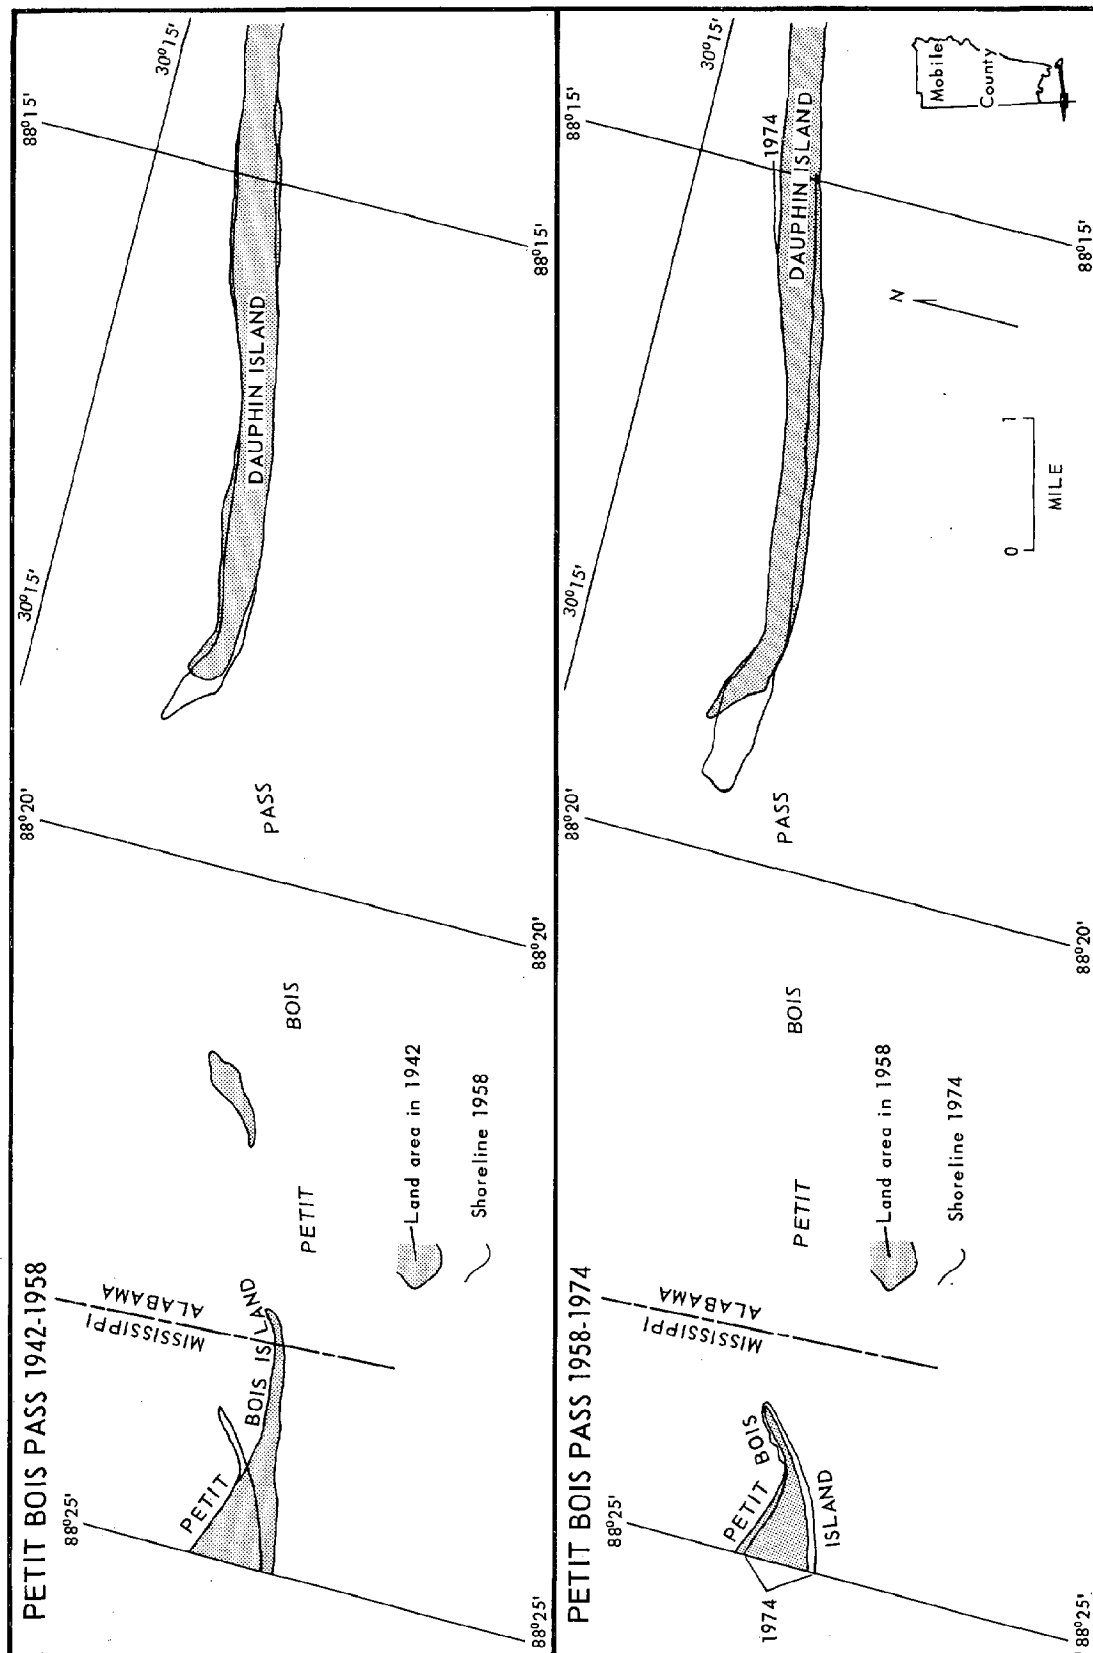 PETIT BOIS PASS 1942-1958
88°25'
88°20'
30°15'
88°15'
30°15'
MISSISSIPPI
ALABAMA
PETIT
BOIS ISLAND
DAUPHIN ISLAND
PETIT
BOIS
PASS
Land area in 1942
Shoreline 1958
88°25'
88°20'
88°15'
PETIT BOIS PASS 1958-1974
88°25'
88°20'
30°15'
88°15'
30°15'
MISSISSIPPI
ALABAMA
PETIT
BOIS
ISLAND
1974
1974
DAUPHIN ISLAND
PETIT
BOIS
PASS
Land area in 1958
Shoreline 1974
N
0
1
MILE
Mobile
County
88°25'
88°20'
88°15'